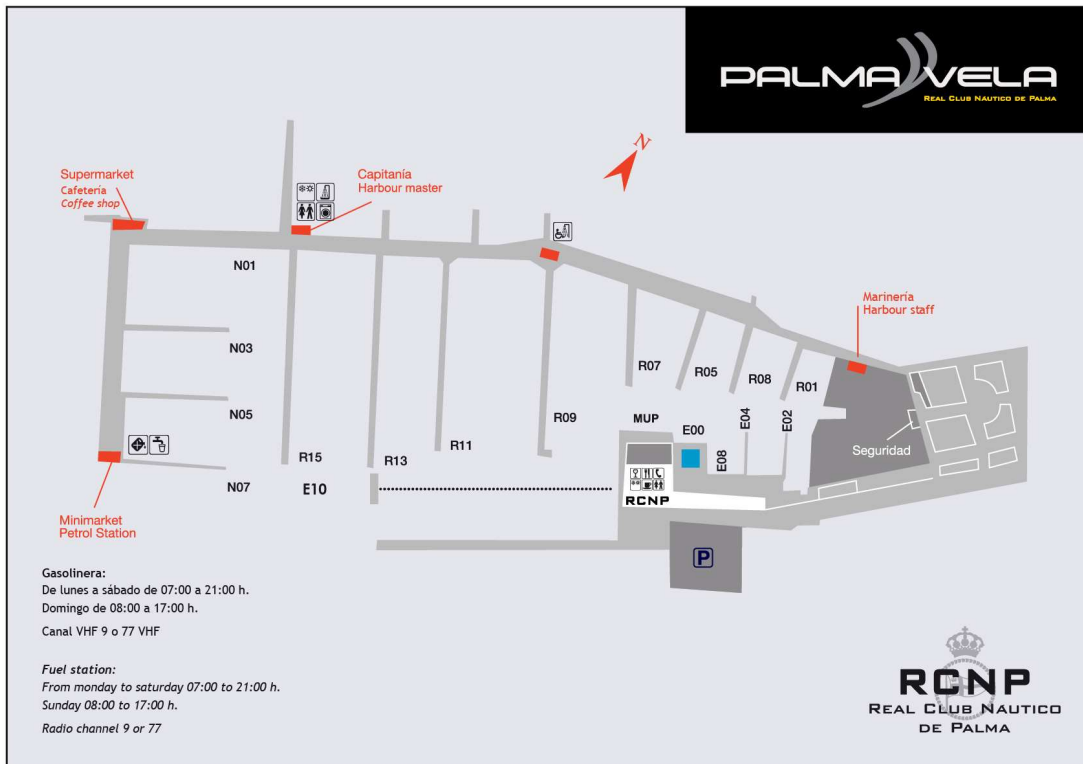 PALMA VELA
REAL CLUB NÁUTICO DE PALMA
N
Supermarket
Cafetería
Coffee shop
Capitanía
Harbour master
Marinería
Harbour staff
N01
N03
N05
N07
R15
E10
R13
R11
R09
R07
R05
R08
R01
MUP
E00
E04
E02
E08
Seguridad
RCNP
P
Minimarket
Petrol Station
Gasolinera:
De lunes a sábado de 07:00 a 21:00 h.
Domingo de 08:00 a 17:00 h.
Canal VHF 9 o 77 VHF
Fuel station:
From monday to saturday 07:00 to 21:00 h.
Sunday 08:00 to 17:00 h.
Radio channel 9 or 77
RCNP
REAL CLUB NÁUTICO
DE PALMA